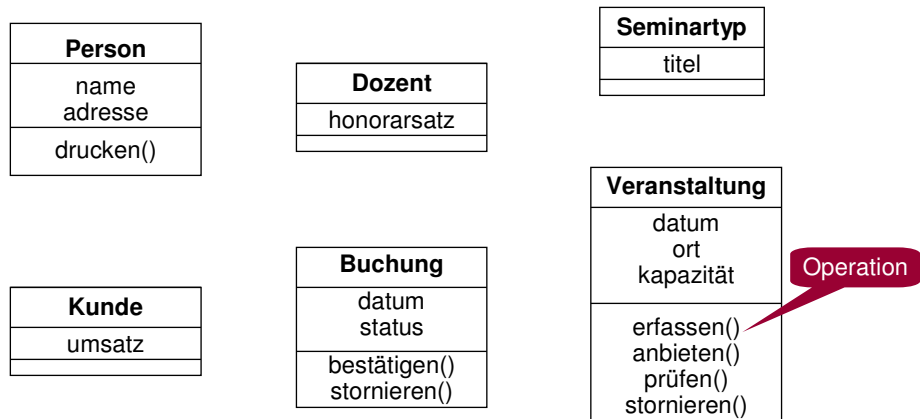 Person
name
adresse
drucken()
Dozent
honorarsatz
Seminartyp
titel
Kunde
umsatz
Buchung
datum
status
bestätigen()
stornieren()
Veranstaltung
datum
ort
kapazität
erfassen()
anbieten()
prüfen()
stornieren()
Operation